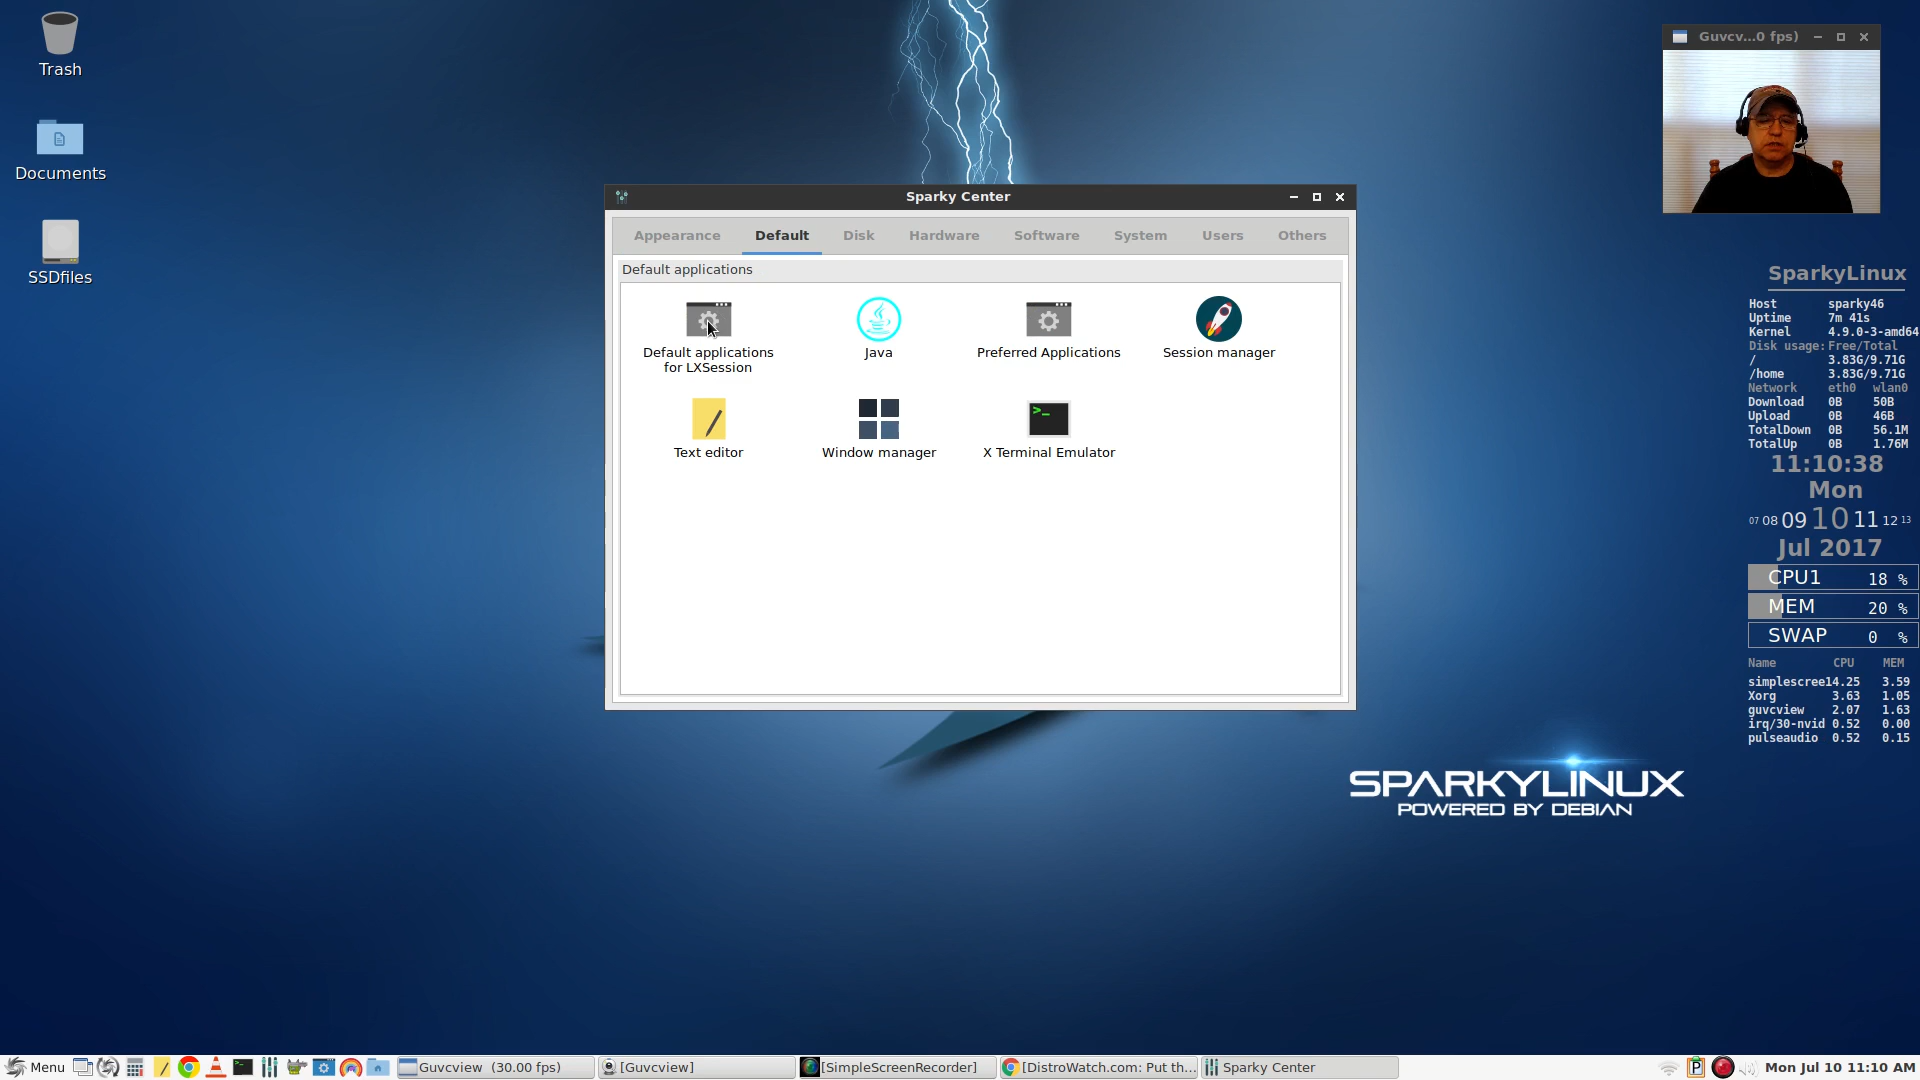 Trash
Documents
SSDfiles
Guvcv...0 fps)
Sparky Center
Appearance Default Disk Hardware Software System Users Others
Default applications
Default applications
for LXSession
Java
Preferred Applications
Session manager
Text editor
Window manager
X Terminal Emulator
>_
SparkyLinux
Host sparky46
Uptime 7m 41s
Kernel 4.9.0-3-amd64
Disk usage: Free/Total
/ 3.83G/9.71G
/home 3.83G/9.71G
Network eth0 wlan0
Download 0B 50B
Upload 0B 46B
TotalDown 0B 56.1M
TotalUp 0B 1.76M
11:10:38
Mon
07 08 09 10 11 12 13
Jul 2017
CPU1 18 %
MEM 20 %
SWAP 0 %
Name CPU MEM
simplescree14.25 3.59
Xorg 3.63 1.05
guvcview 2.07 1.63
irq/30-nvid 0.52 0.00
pulseaudio 0.52 0.15
SPARKYLINUX
POWERED BY DEBIAN
Menu
Guvcview (30.00 fps)
[Guvcview]
[SimpleScreenRecorder]
[DistroWatch.com: Put th...
Sparky Center
P
Mon Jul 10 11:10 AM